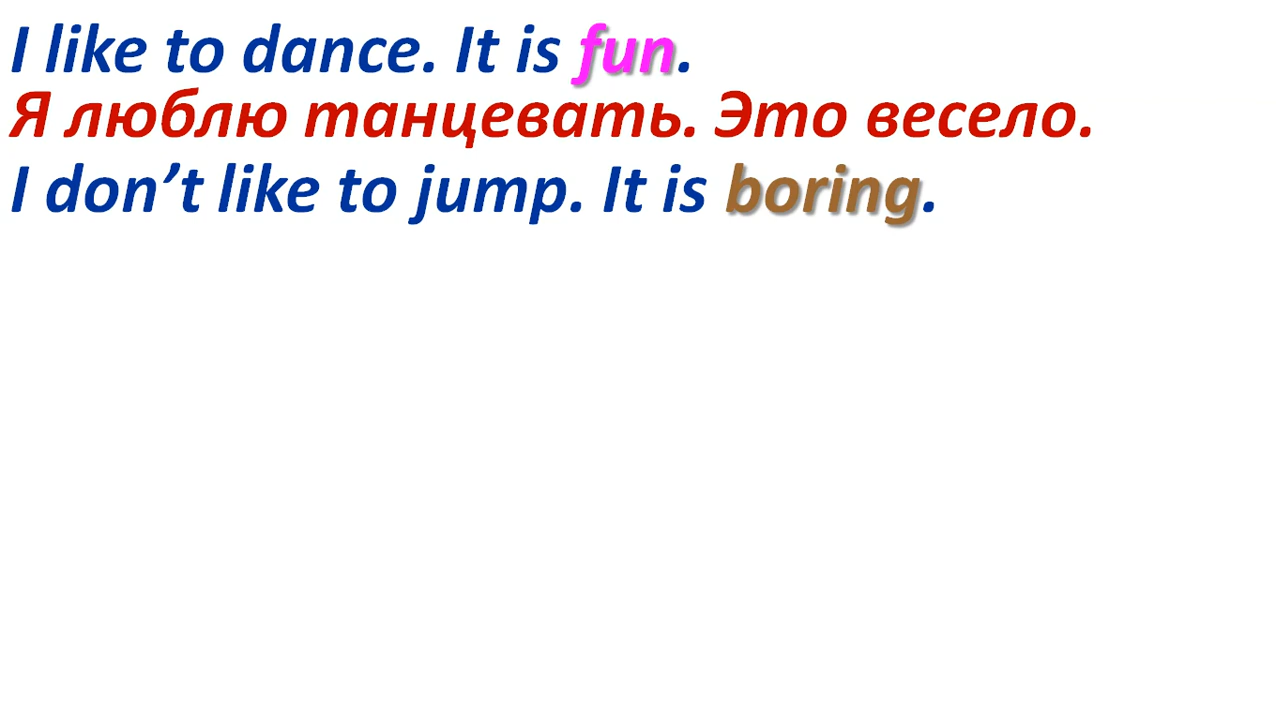 I like to dance. It is fun.
Я люблю танцевать. Это весело.
I don’t like to jump. It is boring.